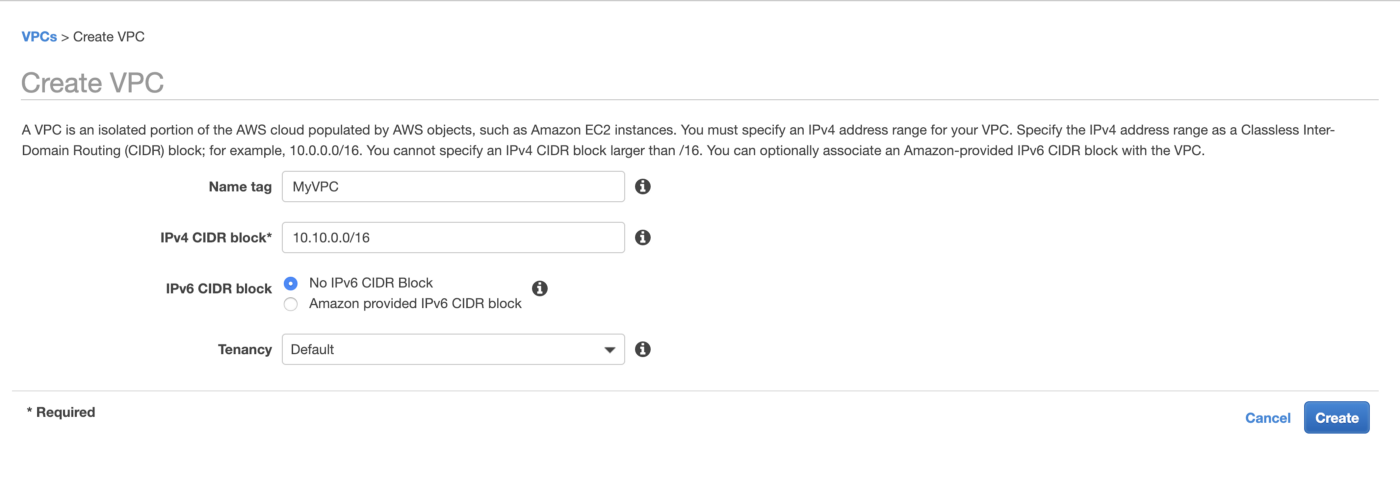 VPCs > Create VPC
Create VPC
A VPC is an isolated portion of the AWS cloud populated by AWS objects, such as Amazon EC2 instances. You must specify an IPv4 address range for your VPC. Specify the IPv4 address range as a Classless Inter-
Domain Routing (CIDR) block; for example, 10.0.0.0/16. You cannot specify an IPv4 CIDR block larger than /16. You can optionally associate an Amazon-provided IPv6 CIDR block with the VPC.
Name tag MyVPC
IPv4 CIDR block* 10.10.0.0/16
IPv6 CIDR block No IPv6 CIDR Block
Amazon provided IPv6 CIDR block
Tenancy Default
* Required
Cancel Create